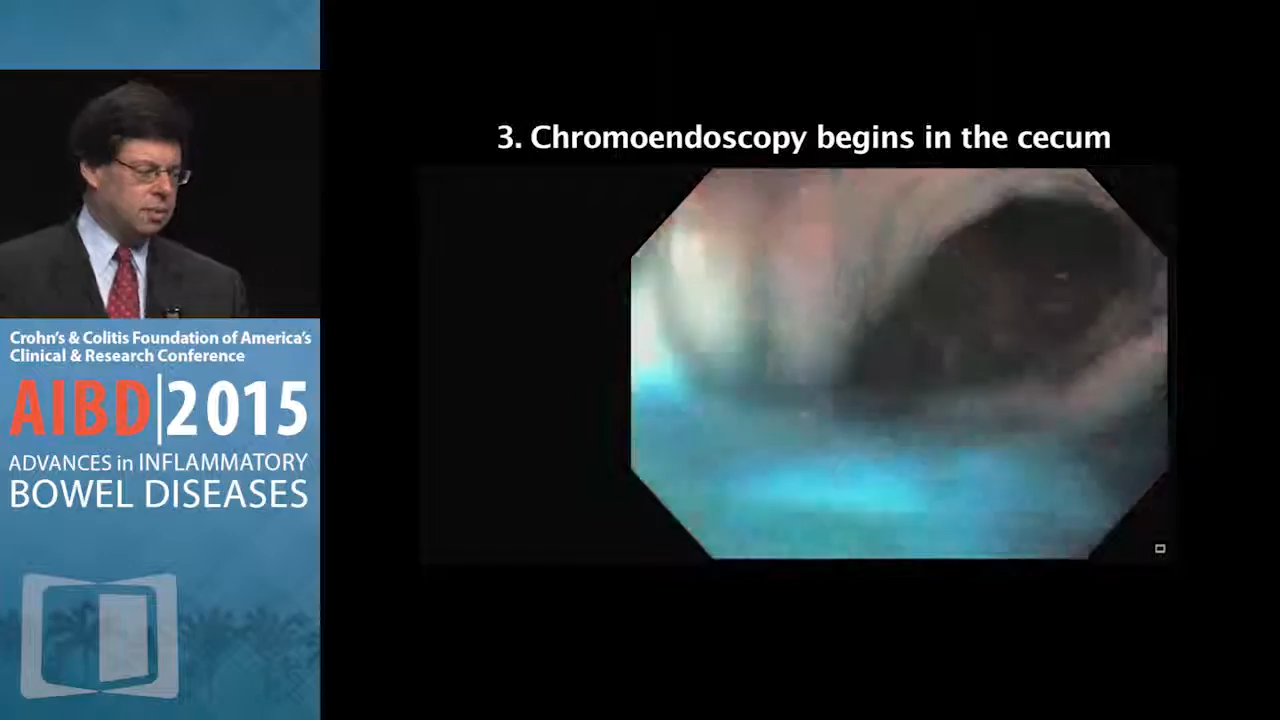 3. Chromoendoscopy begins in the cecum
Crohn's & Colitis Foundation of America's
Clinical & Research Conference
AIBD|2015
ADVANCES in INFLAMMATORY
BOWEL DISEASES